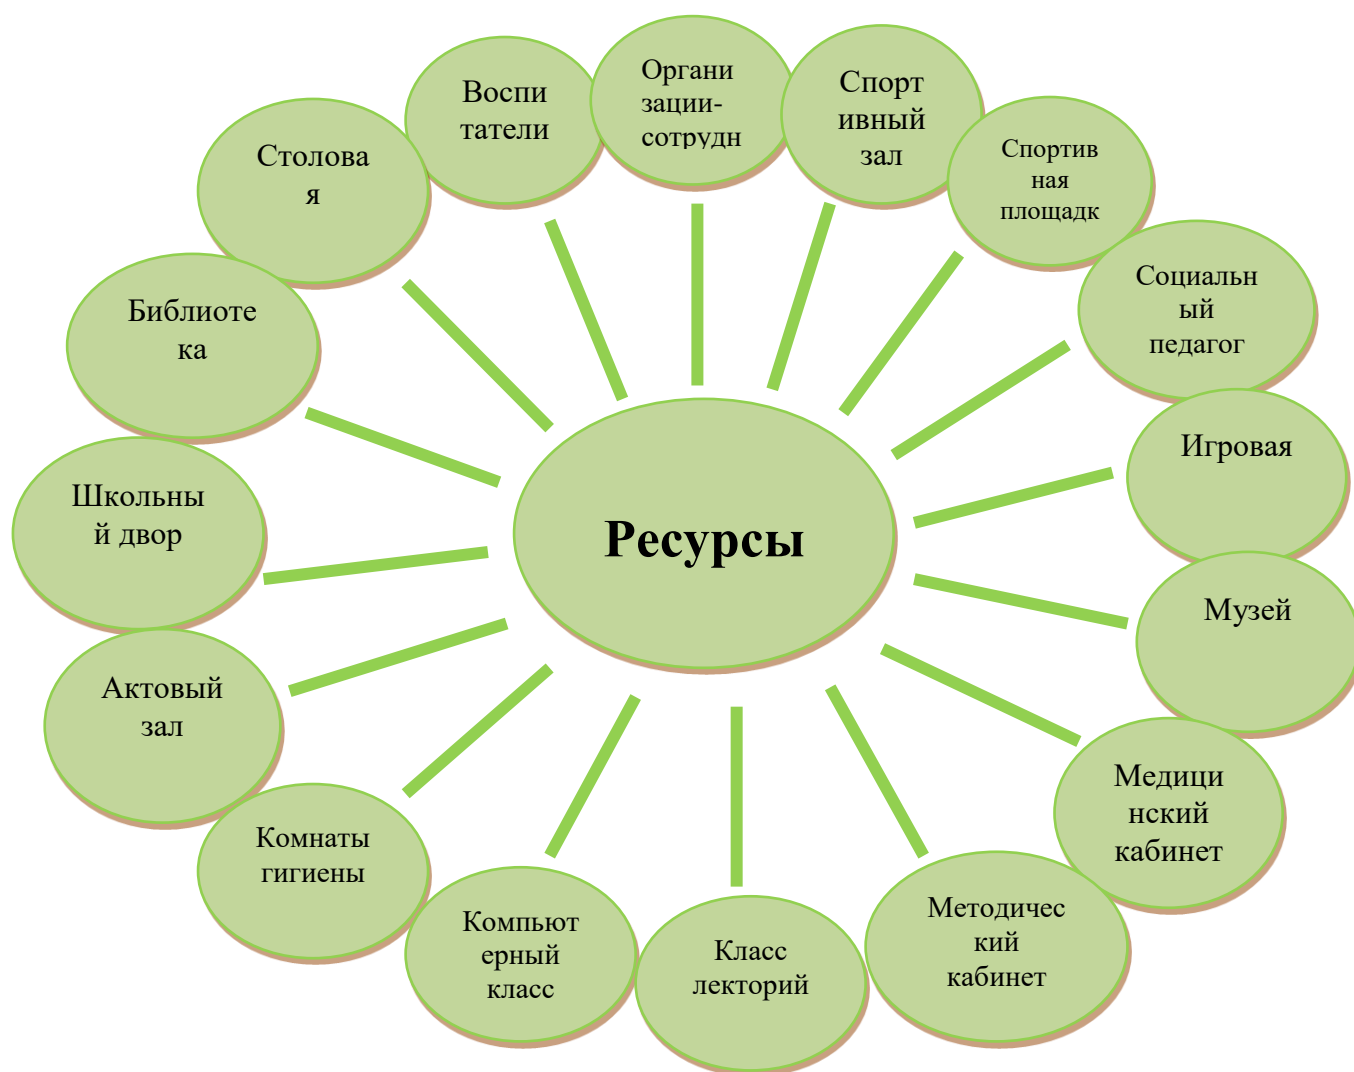 Органи
зации-
сотрудн
Спорт
ивный
зал
Спортив
ная
площадк
Социальн
ый
педагог
Игровая
Музей
Медици
нский
кабинет
Методичес
кий
кабинет
Класс
лекторий
Компьют
ерный
класс
Комнаты
гигиены
Актовый
зал
Школьны
й двор
Библиоте
ка
Столова
я
Воспи
татели
Ресурсы